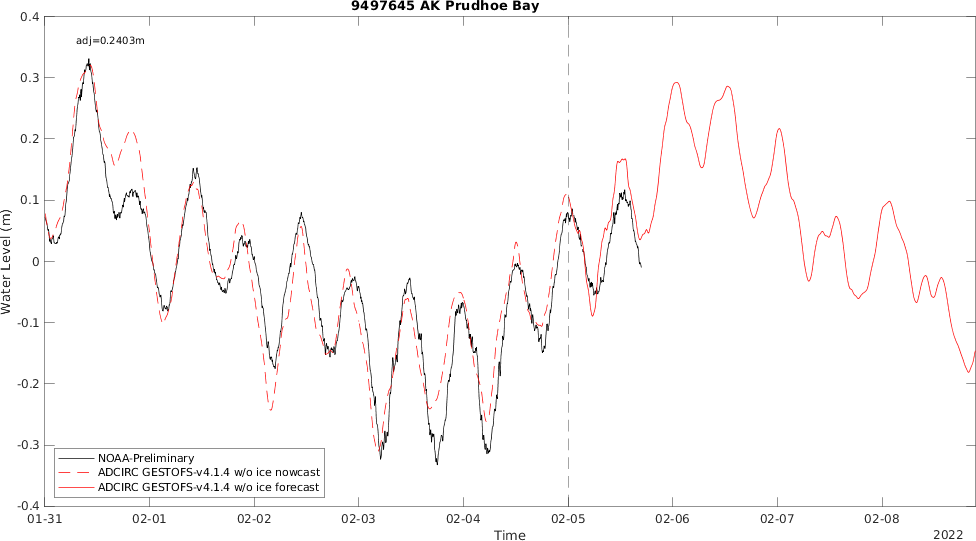 9497645 AK Prudhoe Bay
adj=0.2403m
0.4
0.3
0.2
0.1
0
-0.1
-0.2
-0.3
-0.4
Water Level (m)
NOAA-Preliminary
ADCIRC GESTOFS-v4.1.4 w/o ice nowcast
ADCIRC GESTOFS-v4.1.4 w/o ice forecast
01-31 02-01 02-02 02-03 02-04 02-05 02-06 02-07 02-08
Time
2022